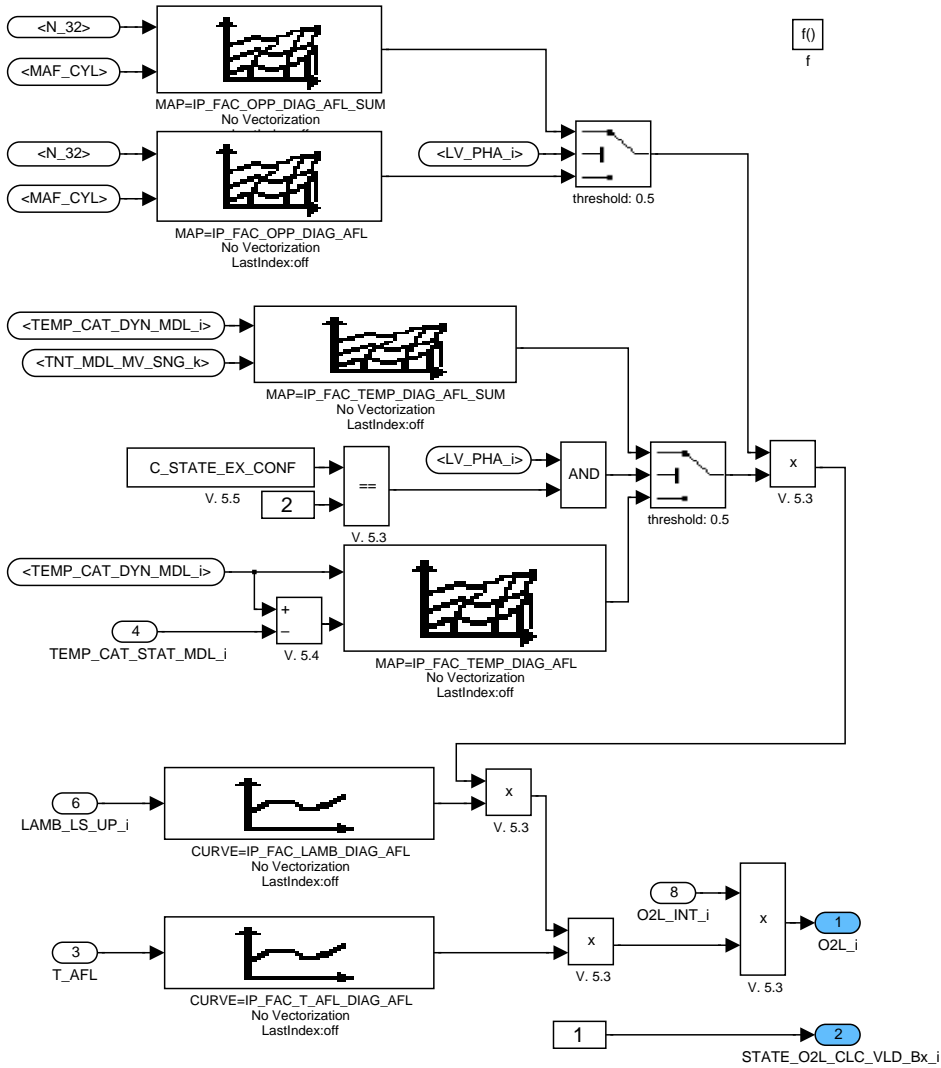 <N_32>
<MAF_CYL>
MAP=IP_FAC_OPP_DIAG_AFL_SUM
No Vectorization
f()
f
<N_32>
<MAF_CYL>
MAP=IP_FAC_OPP_DIAG_AFL
No Vectorization
LastIndex:off
<LV_PHA_i>
threshold: 0.5
<TEMP_CAT_DYN_MDL_i>
<TNT_MDL_MV_SNG_k>
MAP=IP_FAC_TEMP_DIAG_AFL_SUM
No Vectorization
LastIndex:off
C_STATE_EX_CONF
V. 5.5
2
==
V. 5.3
<LV_PHA_i>
AND
threshold: 0.5
x
V. 5.3
<TEMP_CAT_DYN_MDL_i>
4
TEMP_CAT_STAT_MDL_i
+
−
V. 5.4
MAP=IP_FAC_TEMP_DIAG_AFL
No Vectorization
LastIndex:off
6
LAMB_LS_UP_i
CURVE=IP_FAC_LAMB_DIAG_AFL
No Vectorization
LastIndex:off
x
V. 5.3
3
T_AFL
CURVE=IP_FAC_T_AFL_DIAG_AFL
No Vectorization
LastIndex:off
x
V. 5.3
8
O2L_INT_i
x
V. 5.3
1
O2L_i
1
2
STATE_O2L_CLC_VLD_Bx_i